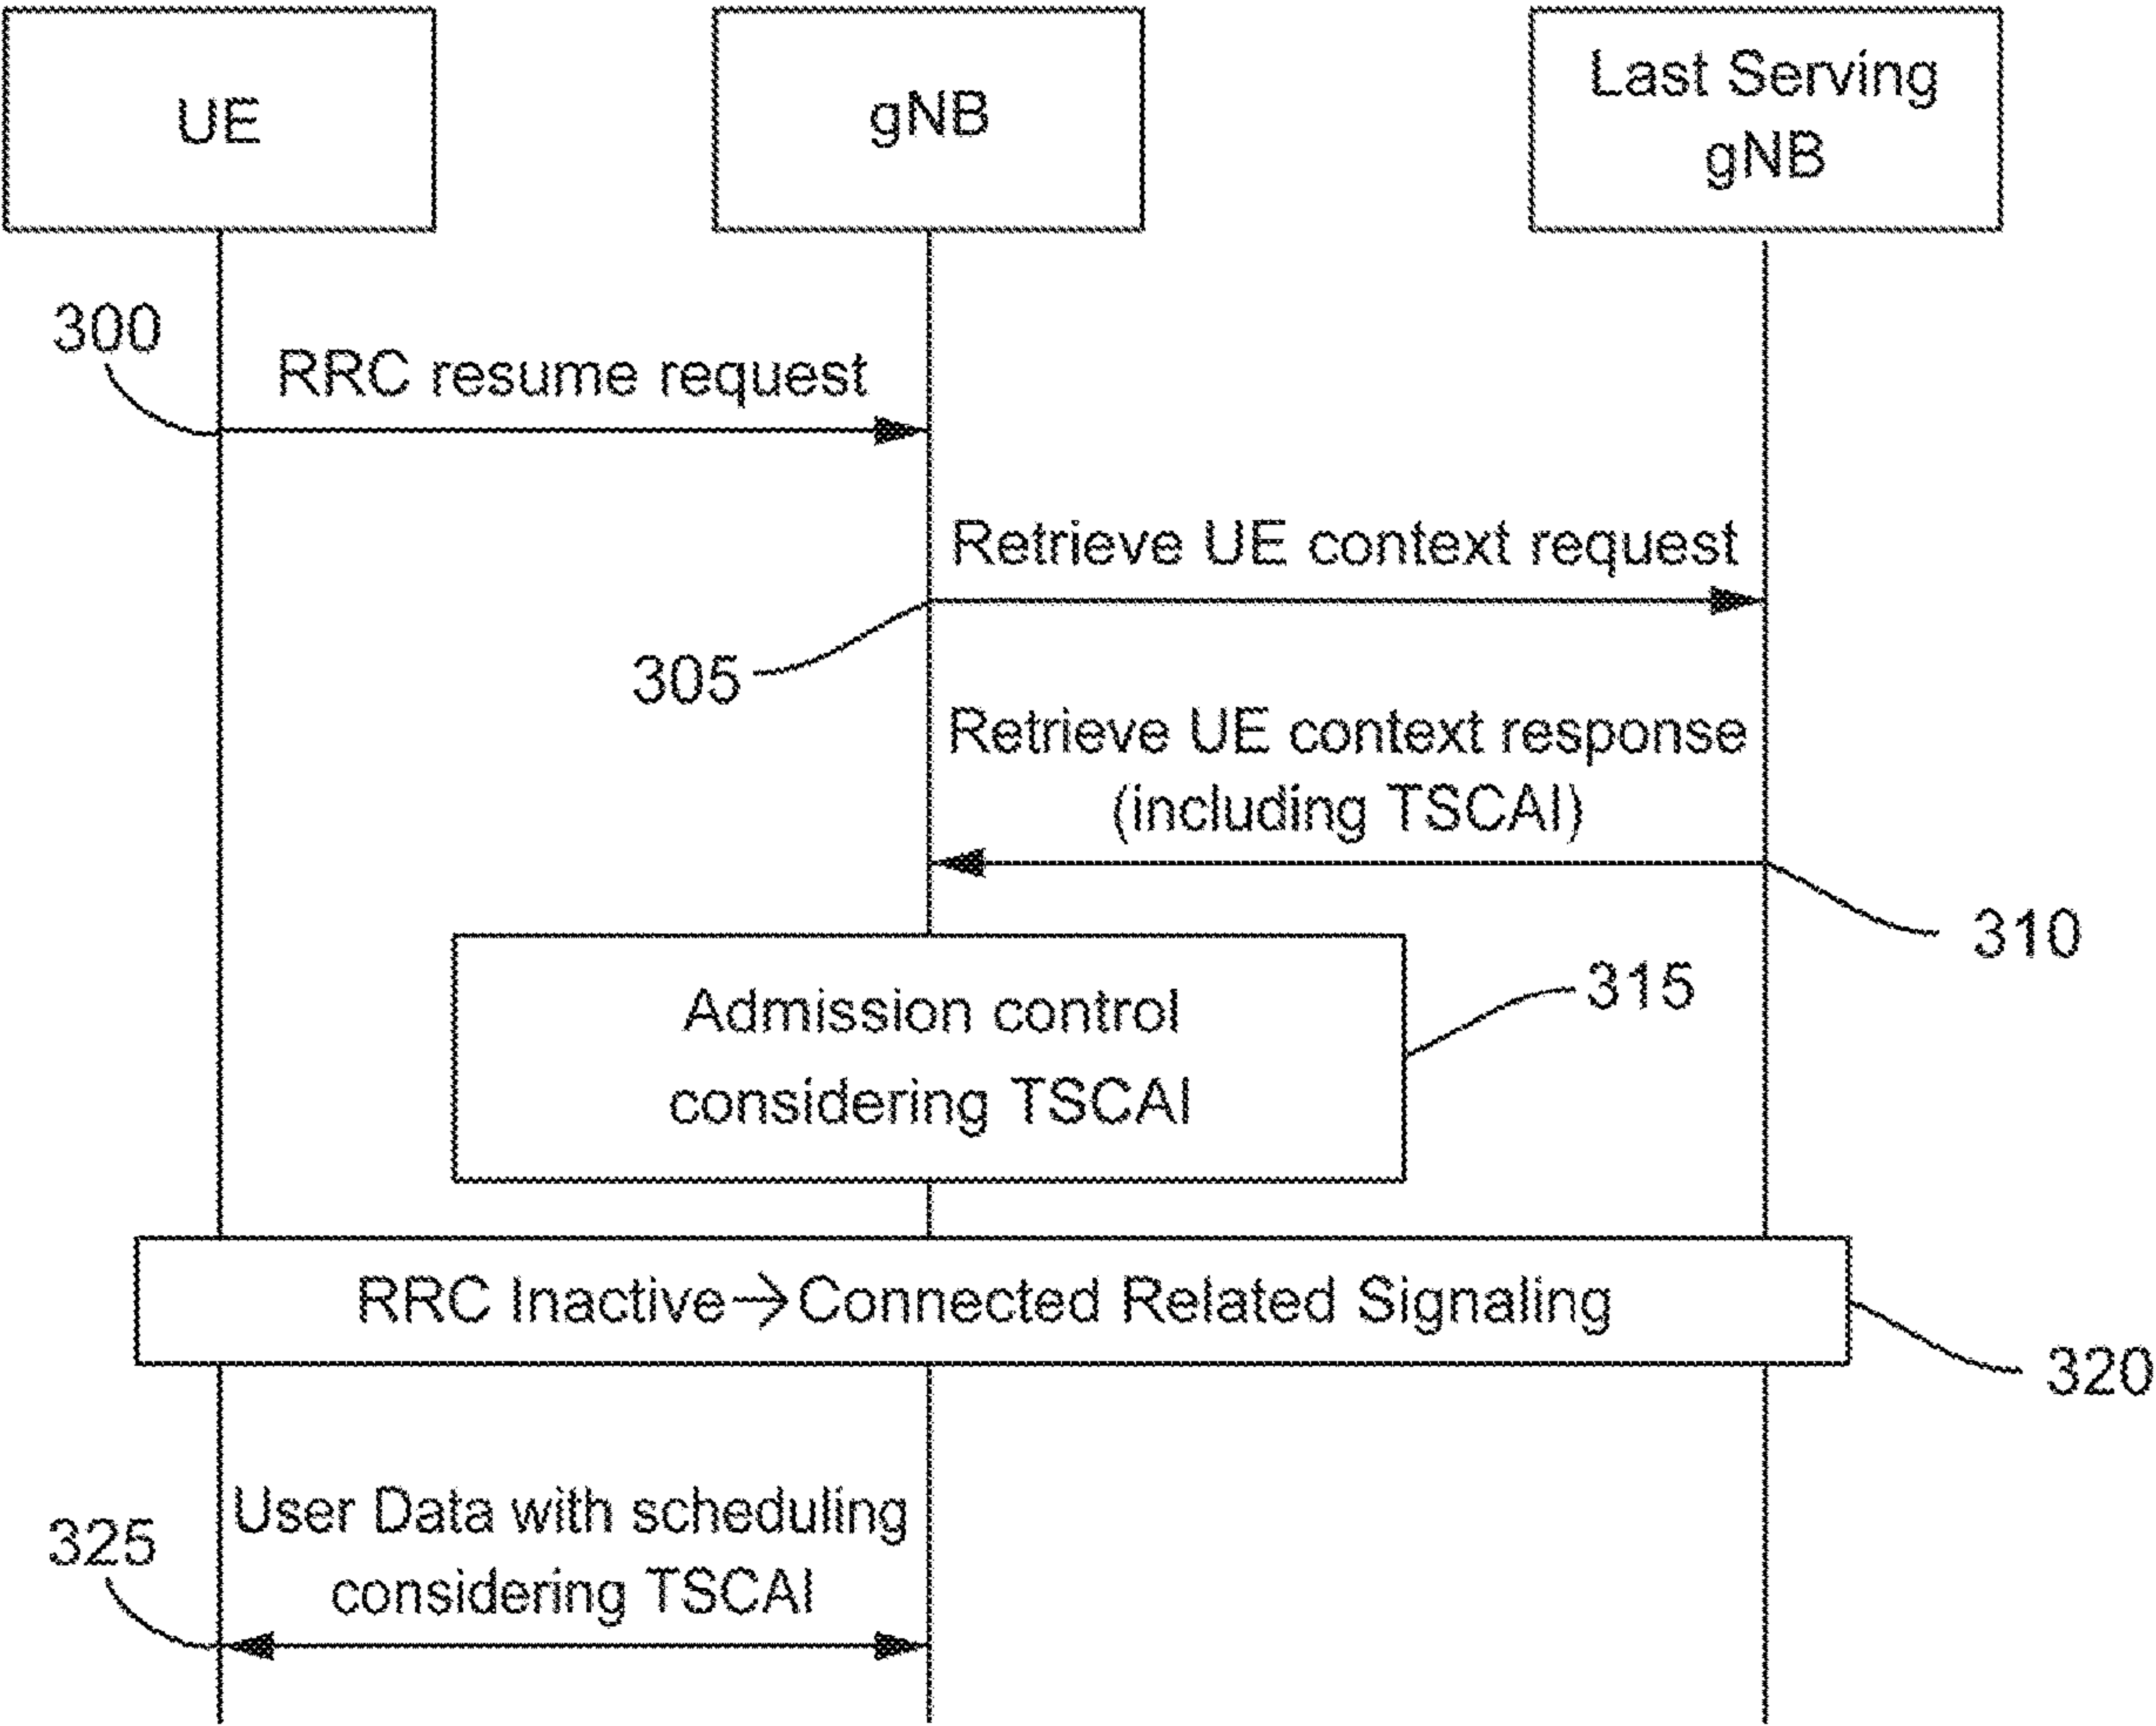 UE
gNB
Last Serving
gNB
300
RRC resume request
Retrieve UE context request
305
Retrieve UE context response
(including TSCAI)
310
Admission control
considering TSCAI
315
RRC Inactive→Connected Related Signaling
320
User Data with scheduling
considering TSCAI
325